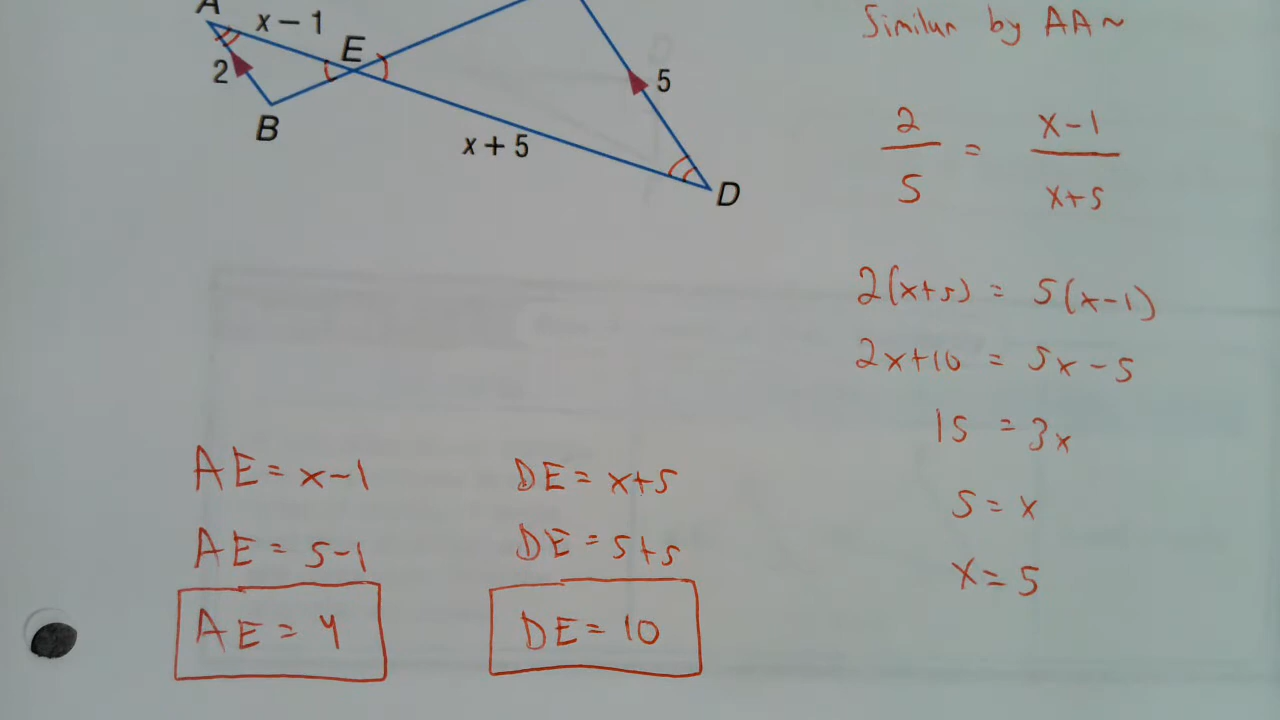 A
x − 1
E
2
B
x + 5
5
D
Similar by AA~
2/5 = x-1/x+5
2(x+5) = 5(x-1)
2x+10 = 5x-5
15 = 3x
5 = x
x = 5
AE = x-1
AE = 5-1
AE = 4
DE = x+5
DE = 5+5
DE = 10